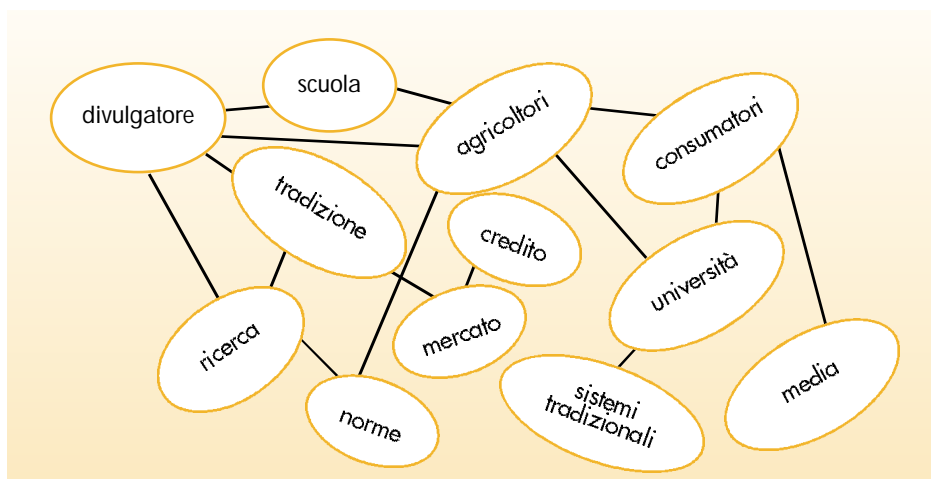 scuola
divulgatore
agricoltori
consumatori
tradizione
credito
università
ricerca
mercato
media
norme
sistemi
tradizionali